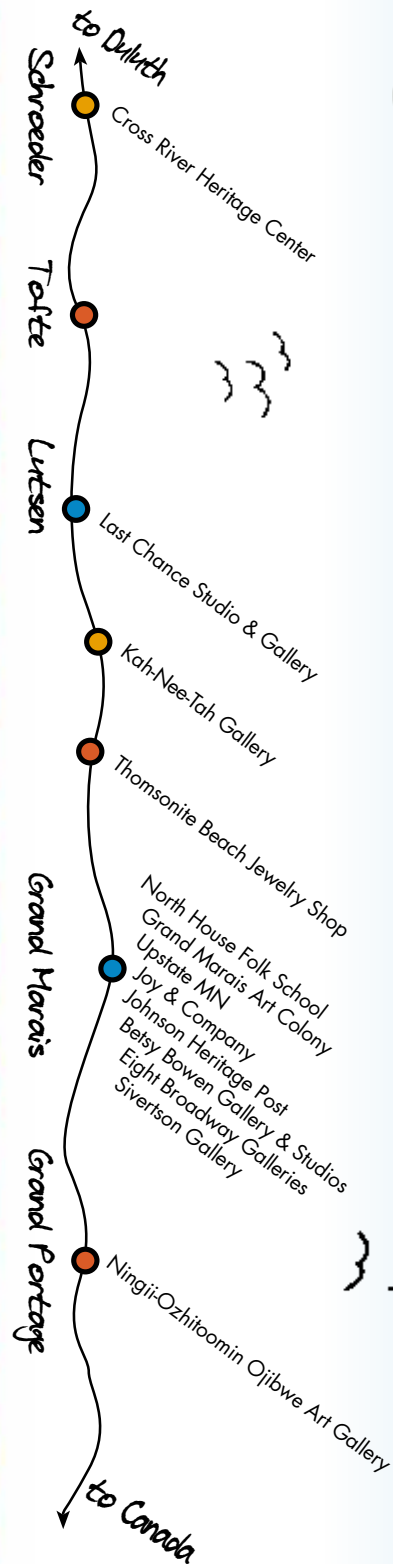 to Duluth
Schroeder
Cross River Heritage Center
Tofte
Lutsen
Last Chance Studio & Gallery
Kah-Nee-Tah Gallery
Thomsonite Beach Jewelry Shop
Grand Marais
North House Folk School
Grand Marais Art Colony
Upstate MN
Joy & Company
Johnson Heritage Post
Betsy Bowen Gallery & Studios
Eight Broadway Galleries
Sivertson Gallery
Grand Portage
Ningii-Ozhitoomin Ojibwe Art Gallery
to Canada